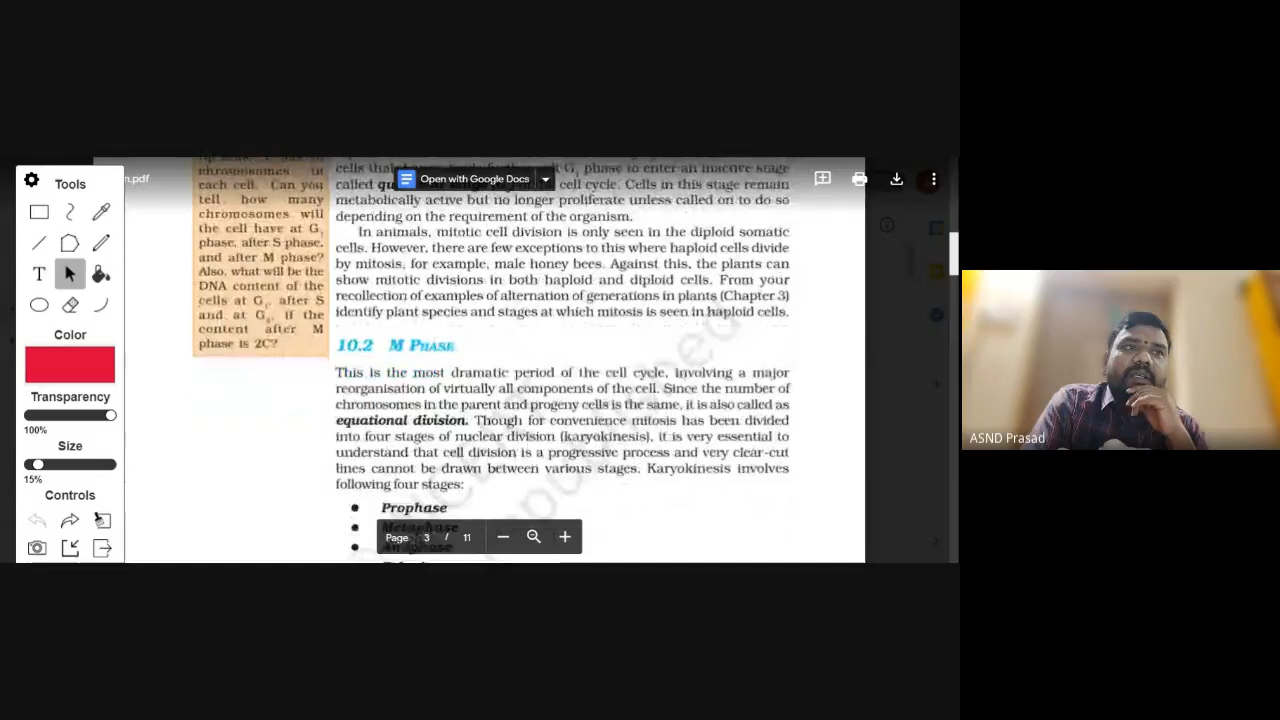 Tools
Color
Transparency
100%
Size
15%
Controls
n.pdf
Open with Google Docs
chromosomes in
each cell. Can you
tell how many
chromosomes will
the cell have at G₁
phase, after S phase,
and after M phase?
Also, what will be the
DNA content of the
cells at G₁, after S
and at G₂, if the
content after M
phase is 2C?
G₁ phase to enter an inactive stage
called cell cycle. Cells in this stage remain
metabolically active but no longer proliferate unless called on to do so
depending on the requirement of the organism.
In animals, mitotic cell division is only seen in the diploid somatic
cells. However, there are few exceptions to this where haploid cells divide
by mitosis, for example, male honey bees. Against this, the plants can
show mitotic divisions in both haploid and diploid cells. From your
recollection of examples of alternation of generations in plants (Chapter 3)
identify plant species and stages at which mitosis is seen in haploid cells.
10.2 M PHASE
This is the most dramatic period of the cell cycle, involving a major
reorganisation of virtually all components of the cell. Since the number of
chromosomes in the parent and progeny cells is the same, it is also called as
equational division. Though for convenience mitosis has been divided
into four stages of nuclear division (karyokinesis), it is very essential to
understand that cell division is a progressive process and very clear-cut
lines cannot be drawn between various stages. Karyokinesis involves
following four stages:
● Prophase
● Metaphase
● Anaphase
Page 3 / 11
ASND Prasad